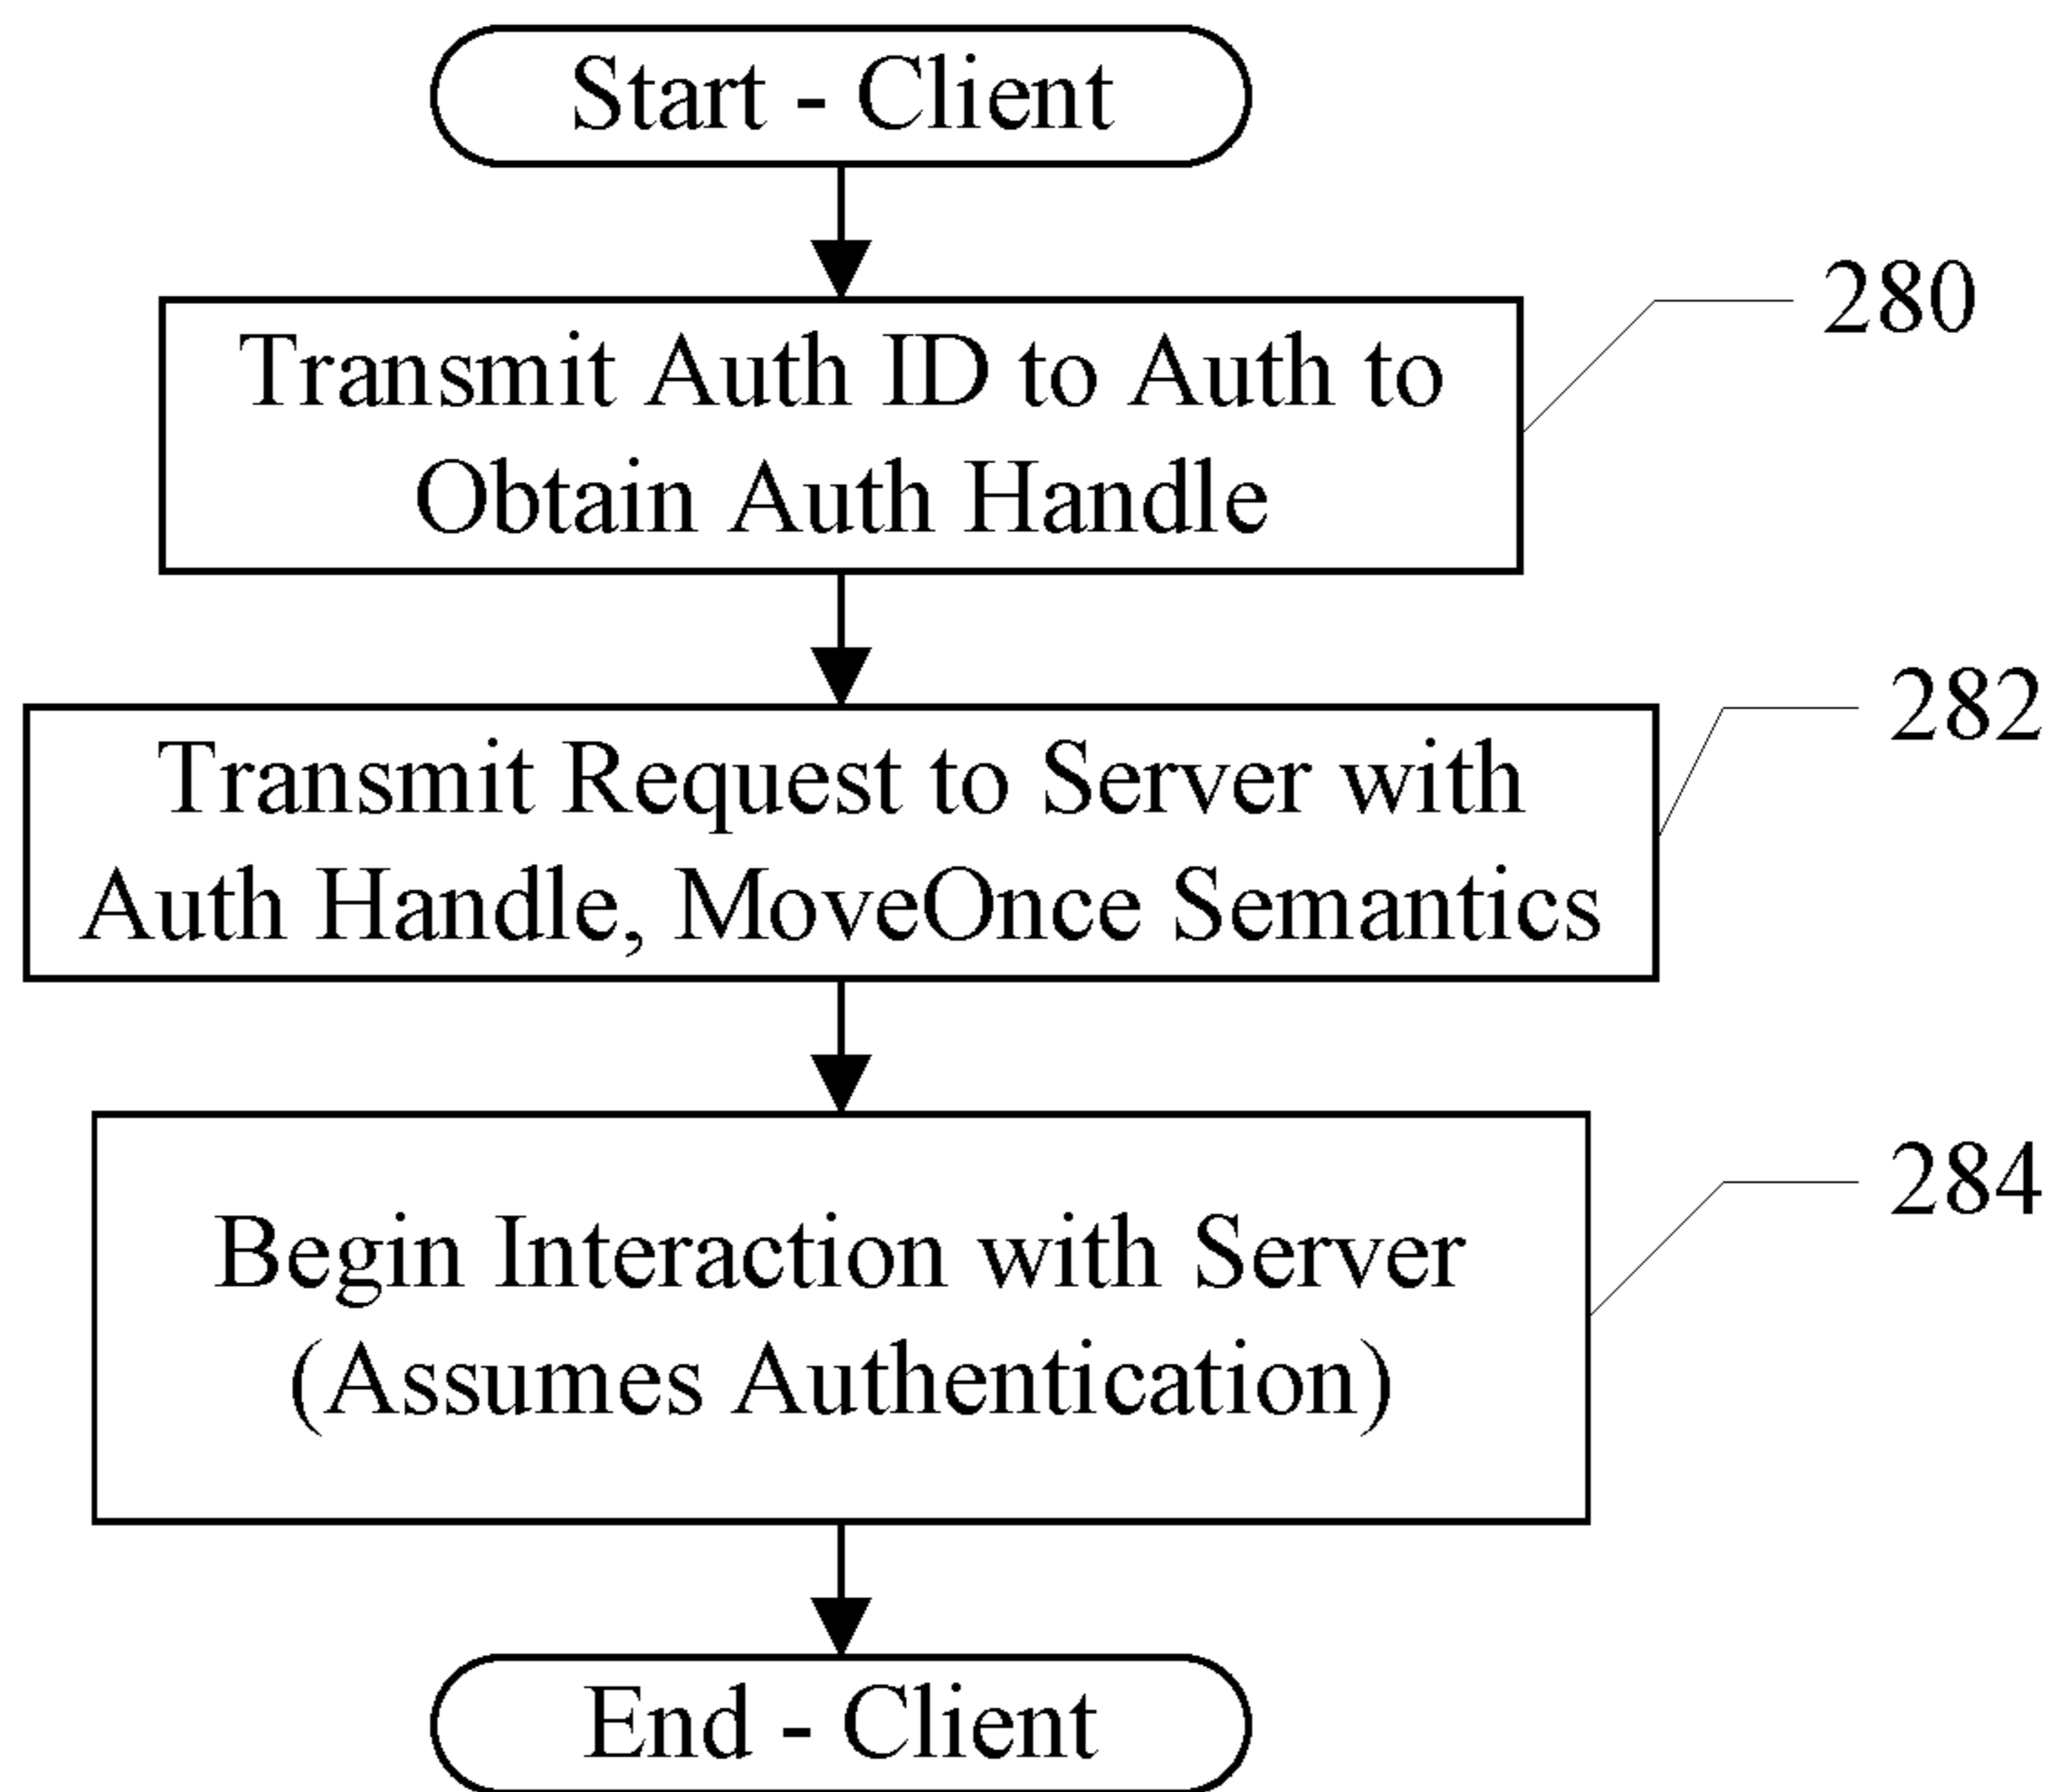 Start - Client
280
Transmit Auth ID to Auth to
Obtain Auth Handle
282
Transmit Request to Server with
Auth Handle, MoveOnce Semantics
284
Begin Interaction with Server
(Assumes Authentication)
End - Client